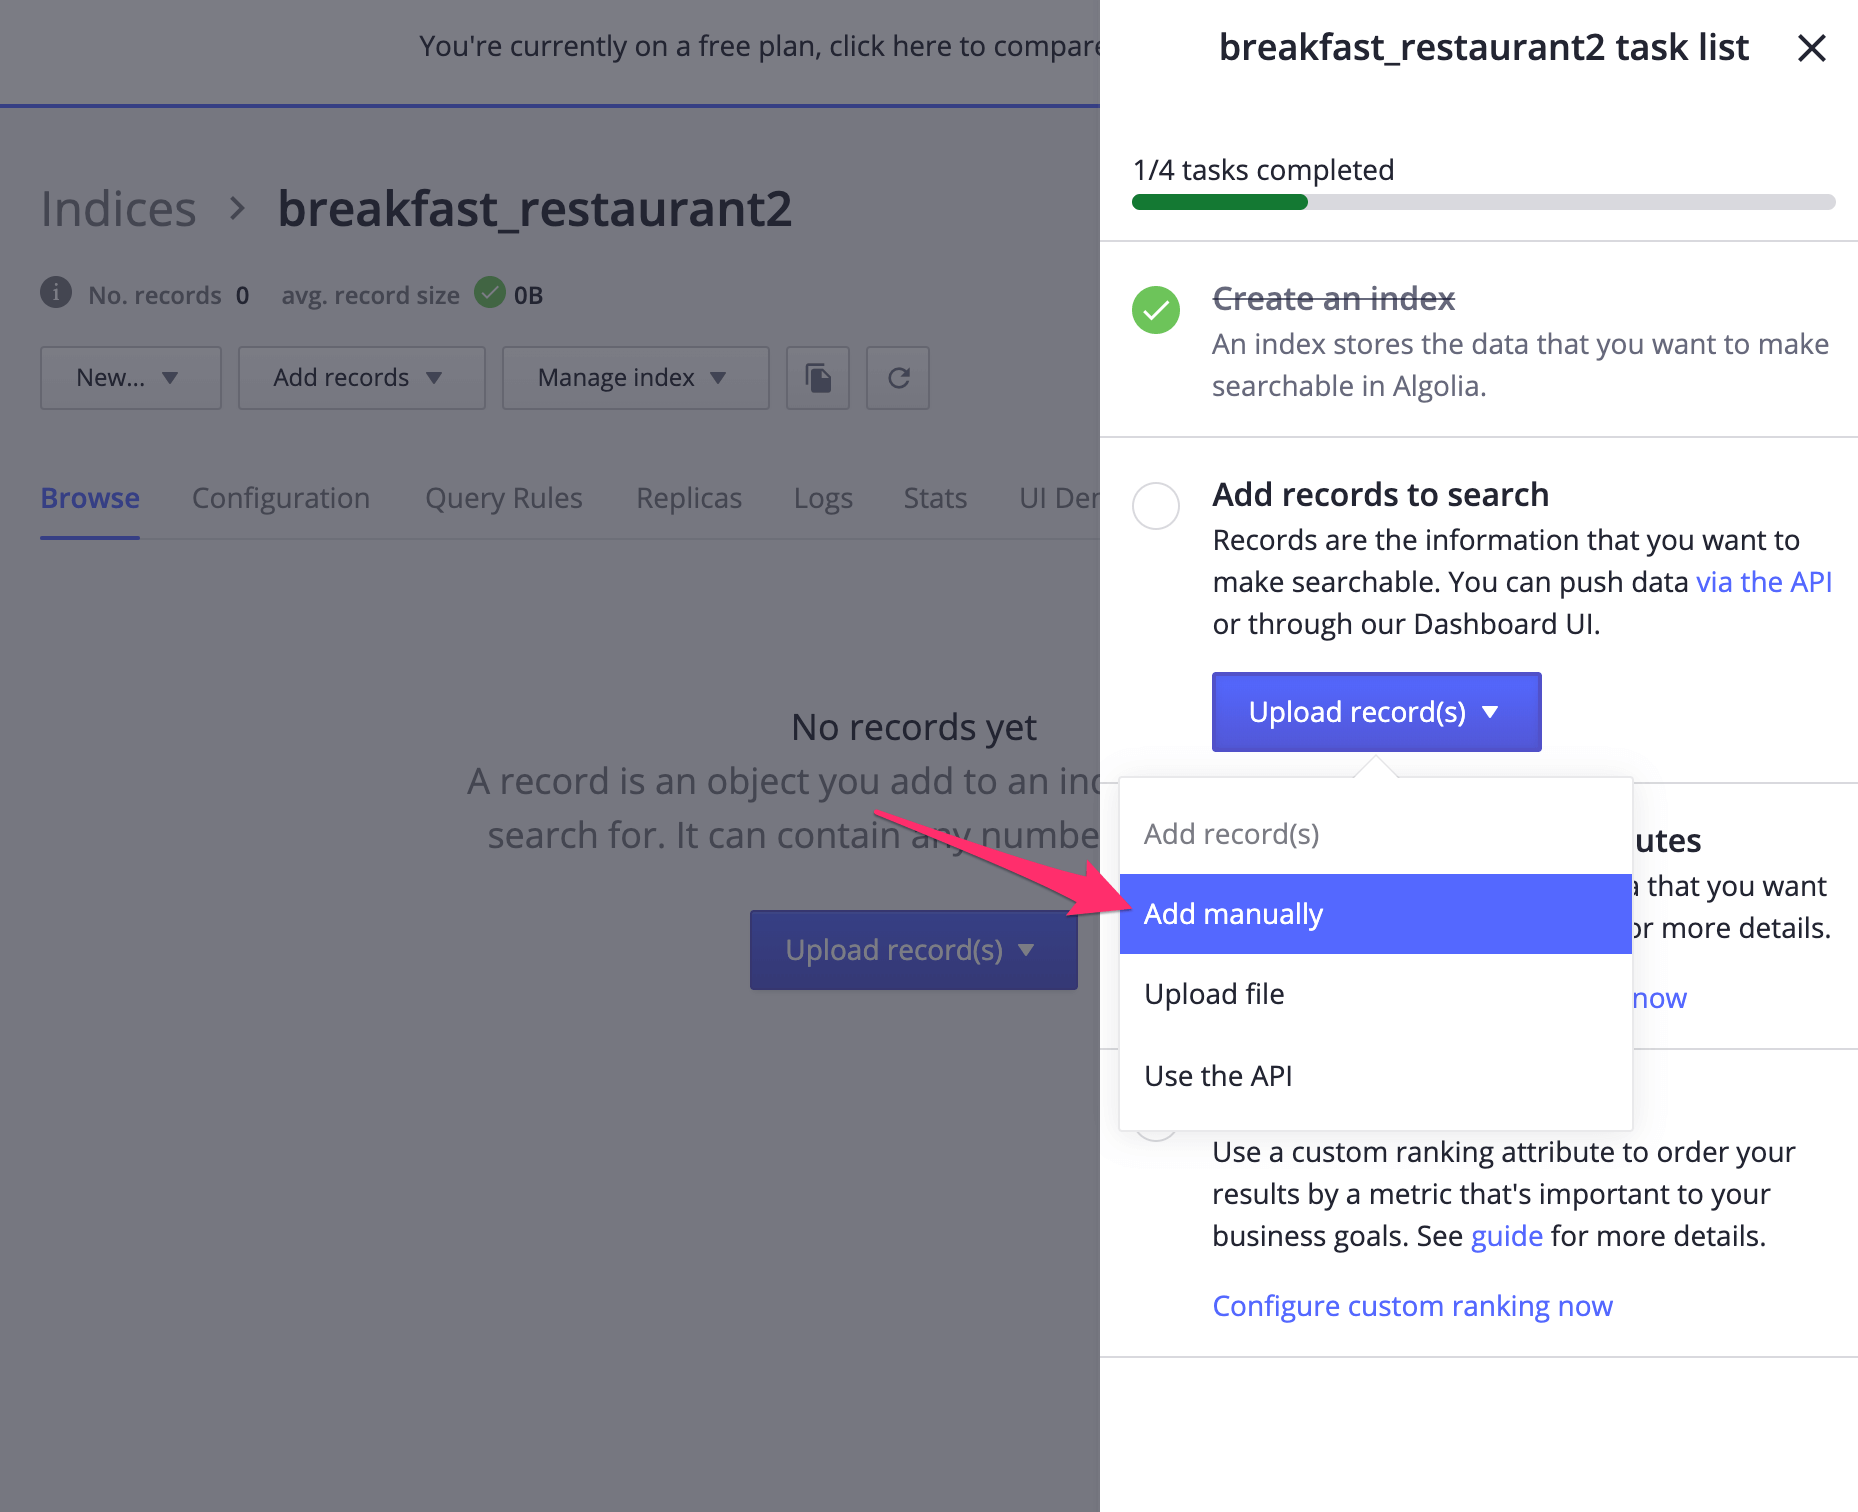 You're currently on a free plan, click here to compare
Indices > breakfast_restaurant2
No. records 0 avg. record size 0B
New...
Add records
Manage index
Browse
Configuration
Query Rules
Replicas
Logs
Stats
UI
No records yet
A record is an object you add to an
search for. It can contain any
Upload record(s)
breakfast_restaurant2 task list
1/4 tasks completed
Create an index
An index stores the data that you want to make
searchable in Algolia.
Add records to search
Records are the information that you want to
make searchable. You can push data via the API
or through our Dashboard UI.
Upload record(s)
Add record(s)
Add manually
Upload file
Use the API
that you want
more details.
now
Use a custom ranking attribute to order your
results by a metric that's important to your
business goals. See guide for more details.
Configure custom ranking now